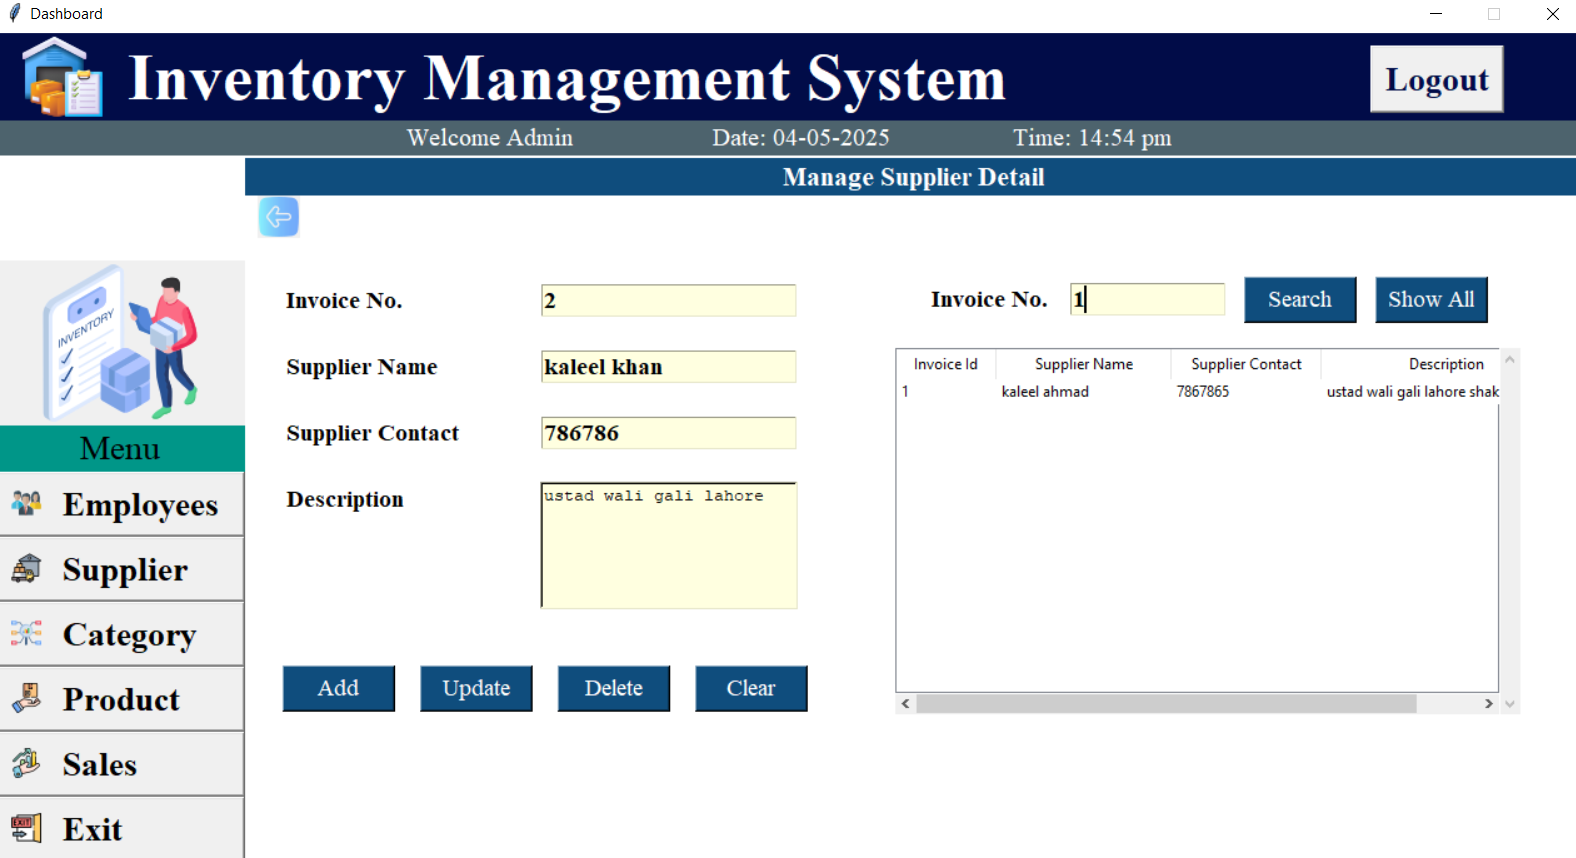 Dashboard
Inventory Management System
Logout
Welcome Admin Date: 04-05-2025 Time: 14:54 pm
Manage Supplier Detail
INVENTORY
Menu
Employees
Supplier
Category
Product
Sales
EXIT
Exit
Invoice No. 2
Supplier Name kaleel khan
Supplier Contact 786786
Description ustad wali gali lahore
Add Update Delete Clear
Invoice No. 1 Search Show All
Invoice Id Supplier Name Supplier Contact Description
1 kaleel ahmad 7867865 ustad wali gali lahore shak